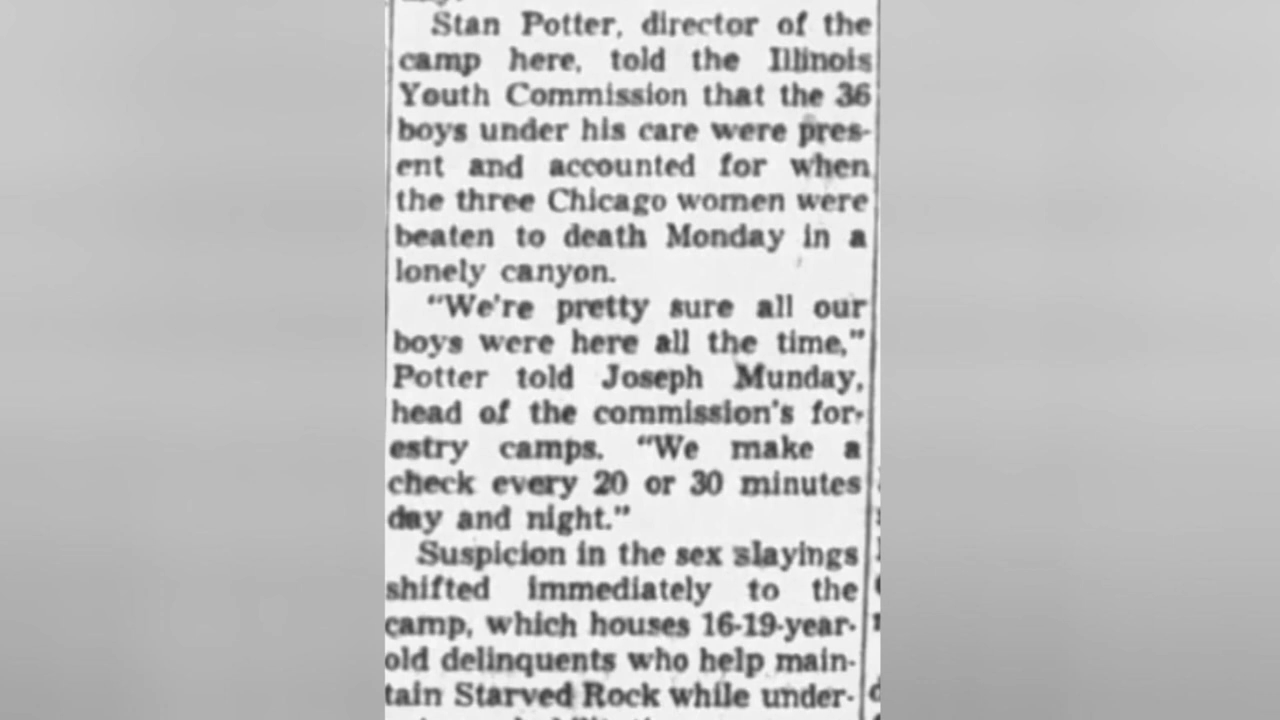 Stan Potter, director of the
camp here, told the Illinois
Youth Commission that the 36
boys under his care were pres-
ent and accounted for when
the three Chicago women were
beaten to death Monday in a
lonely canyon.
"We're pretty sure all our
boys were here all the time,"
Potter told Joseph Munday,
head of the commission's for-
estry camps. "We make a
check every 20 or 30 minutes
day and night."
Suspicion in the sex slayings
shifted immediately to the
camp, which houses 16-19-year-
old delinquents who help main-
tain Starved Rock while under-